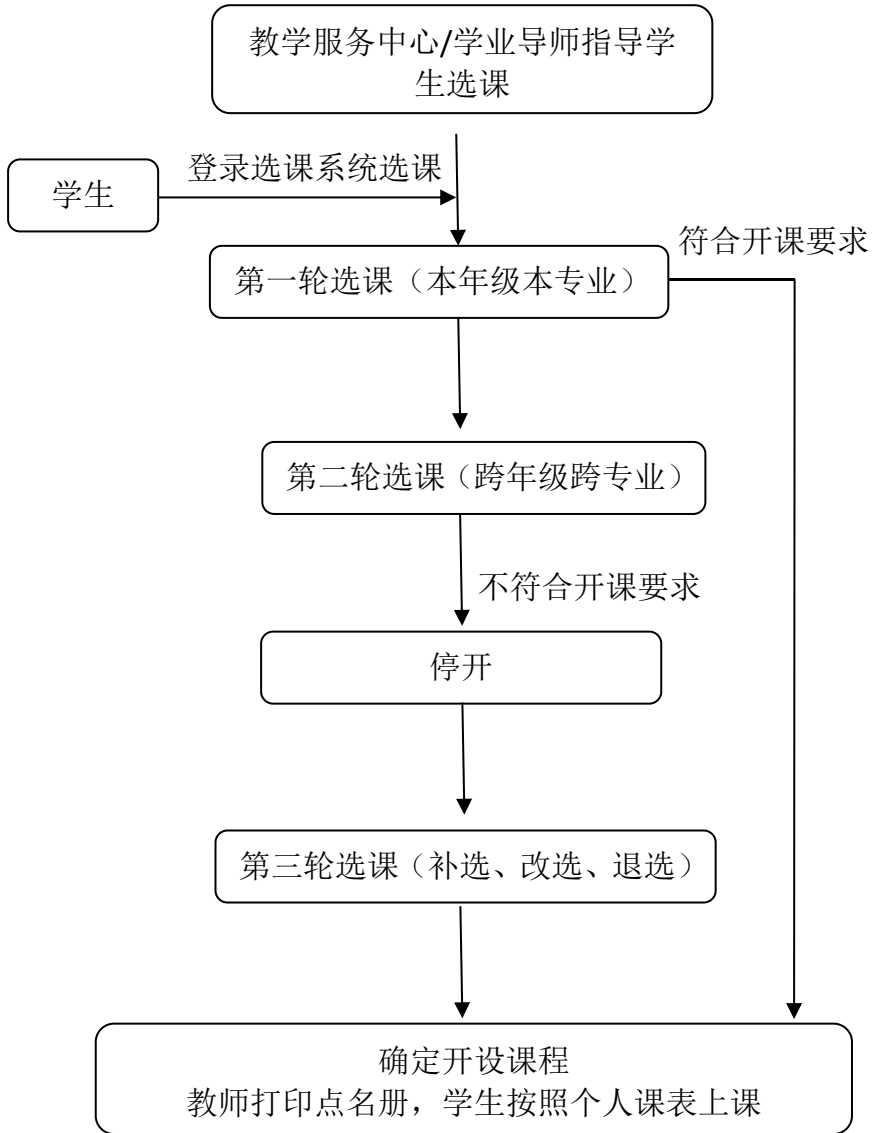 教学服务中心/学业导师指导学
生选课
登录选课系统选课
学生
符合开课要求
第一轮选课（本年级本专业）
第二轮选课（跨年级跨专业）
不符合开课要求
停开
第三轮选课（补选、改选、退选）
确定开设课程
教师打印点名册，学生按照个人课表上课